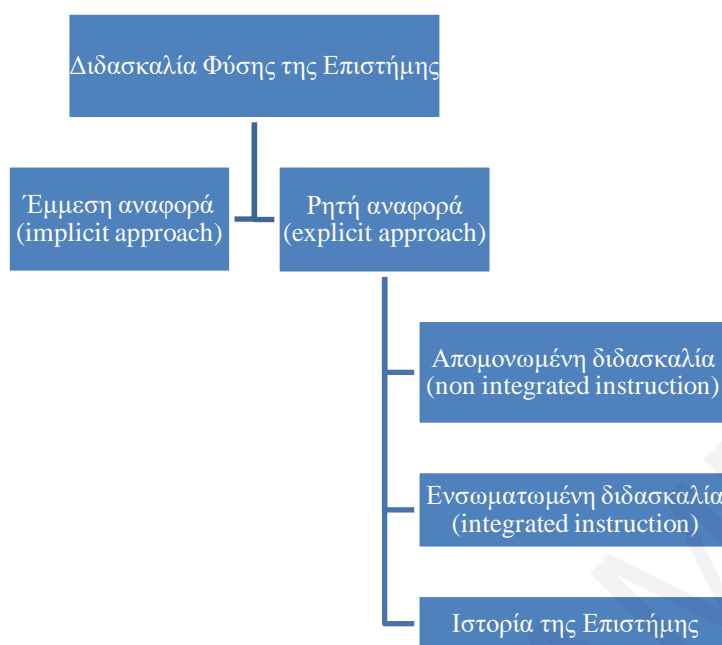 Διδασκαλία Φύσης της Επιστήμης
Έμμεση αναφορά
(implicit approach)
Ρητή αναφορά
(explicit approach)
Απομονωμένη διδασκαλία
(non integrated instruction)
Ενσωματωμένη διδασκαλία
(integrated instruction)
Ιστορία της Επιστήμης